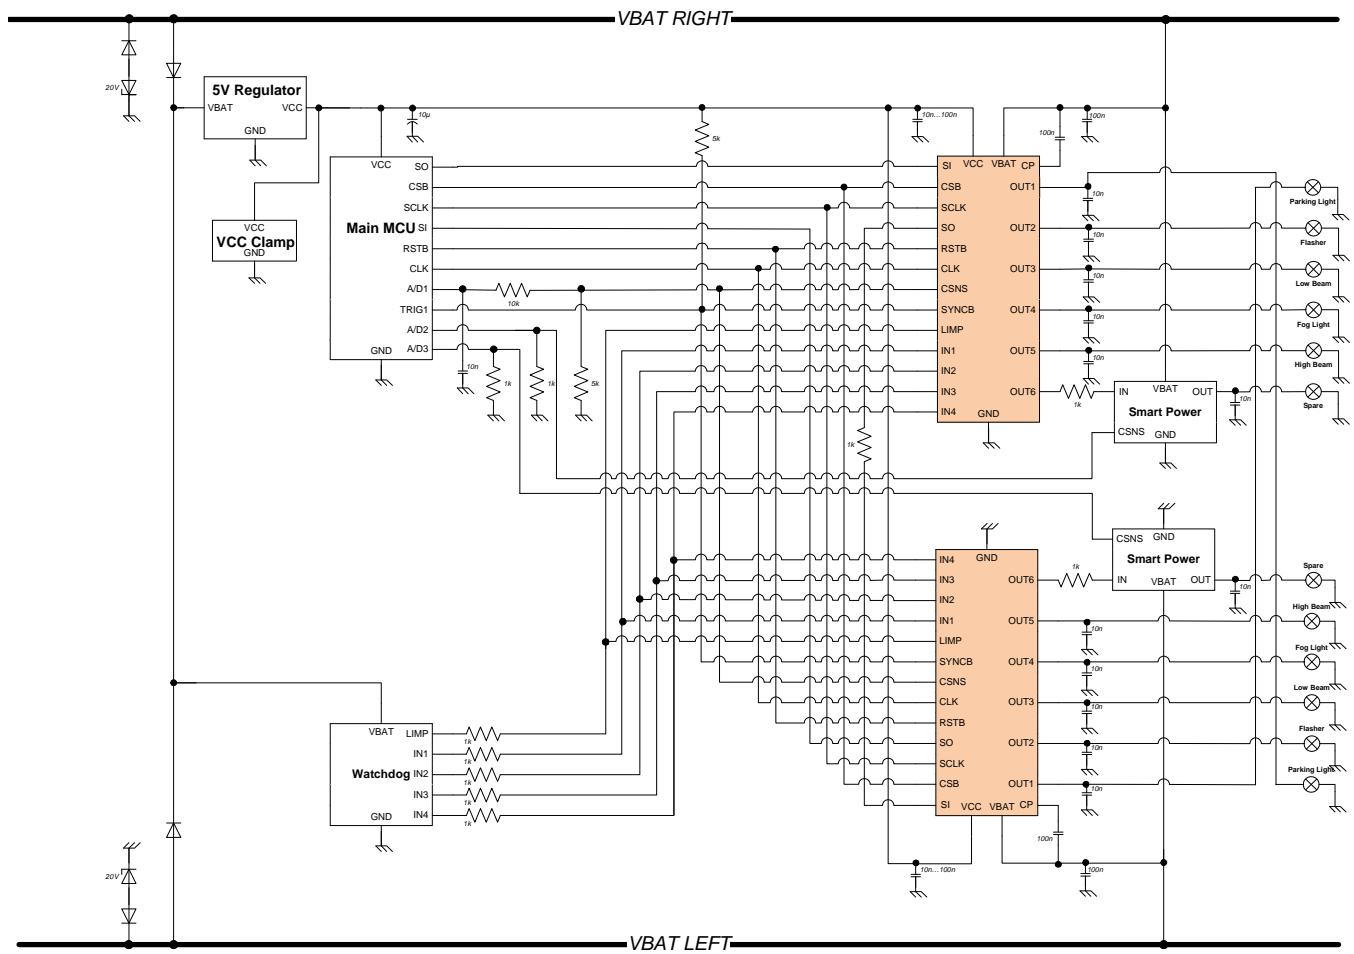 VBAT RIGHT
20V
5V Regulator
VBAT
VCC
GND
10µ
5k
10n...100n
100n
100n
VCC
GND
VCC Clamp
VCC
SO
CSB
SCLK
Main MCU
SI
RSTB
CLK
A/D1
TRIG1
A/D2
A/D3
GND
10k
10n
1k
1k
5k
SI
VCC
VBAT
CP
CSB
SCLK
SO
RSTB
CLK
CSNS
SYNCB
LIMP
IN1
IN2
IN3
IN4
GND
OUT1
OUT2
OUT3
OUT4
OUT5
OUT6
10n
10n
10n
10n
10n
1k
1k
Parking Light
Flasher
Low Beam
Fog Light
High Beam
Spare
IN
VBAT
OUT
Smart Power
CSNS
GND
10n
CSNS
GND
Smart Power
IN
VBAT
OUT
10n
1k
GND
IN4
IN3
IN2
IN1
LIMP
SYNCB
CSNS
CLK
RSTB
SO
SCLK
CSB
SI
VCC
VBAT
CP
OUT6
OUT5
OUT4
OUT3
OUT2
OUT1
10n
10n
10n
10n
10n
Spare
High Beam
Fog Light
Low Beam
Flasher
Parking Light
VBAT
LIMP
IN1
Watchdog
IN2
IN3
GND
IN4
1k
1k
1k
1k
1k
100n
10n...100n
100n
20V
VBAT LEFT